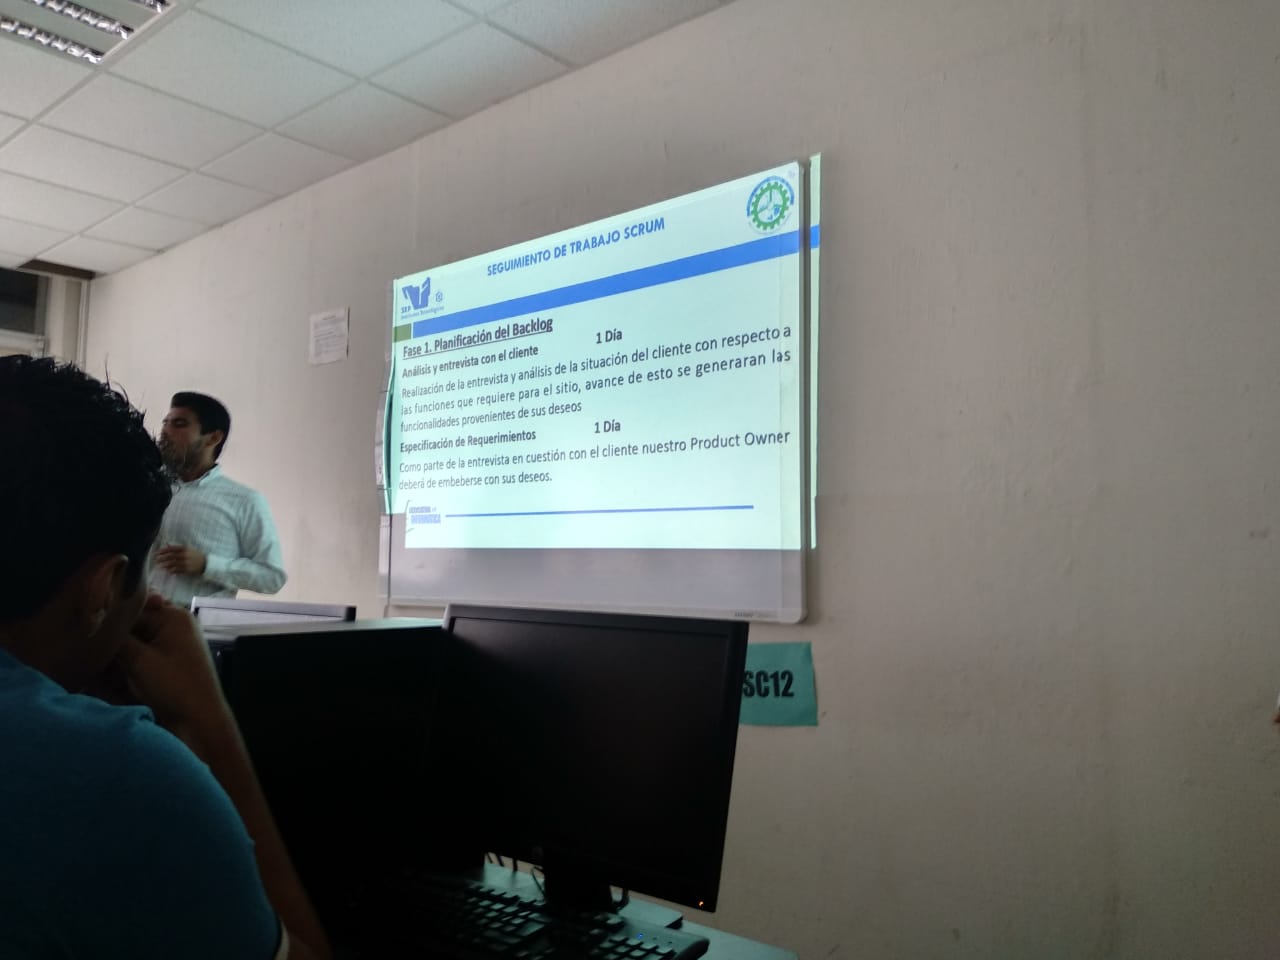 SEGUIMIENTO DE TRABAJO SCRUM
SEP
Fase 1. Planificación del Backlog
Análisis y entrevista con el cliente 1 Día
Realización de la entrevista y análisis de la situación del cliente con respecto a
las funciones que requiere para el sitio, avance de esto se generaran las
funcionalidades provenientes de sus deseos
Especificación de Requerimientos 1 Día
Como parte de la entrevista en cuestión con el cliente nuestro Product Owner
deberá de embeberse con sus deseos.
INFORMÁTICA
SC12